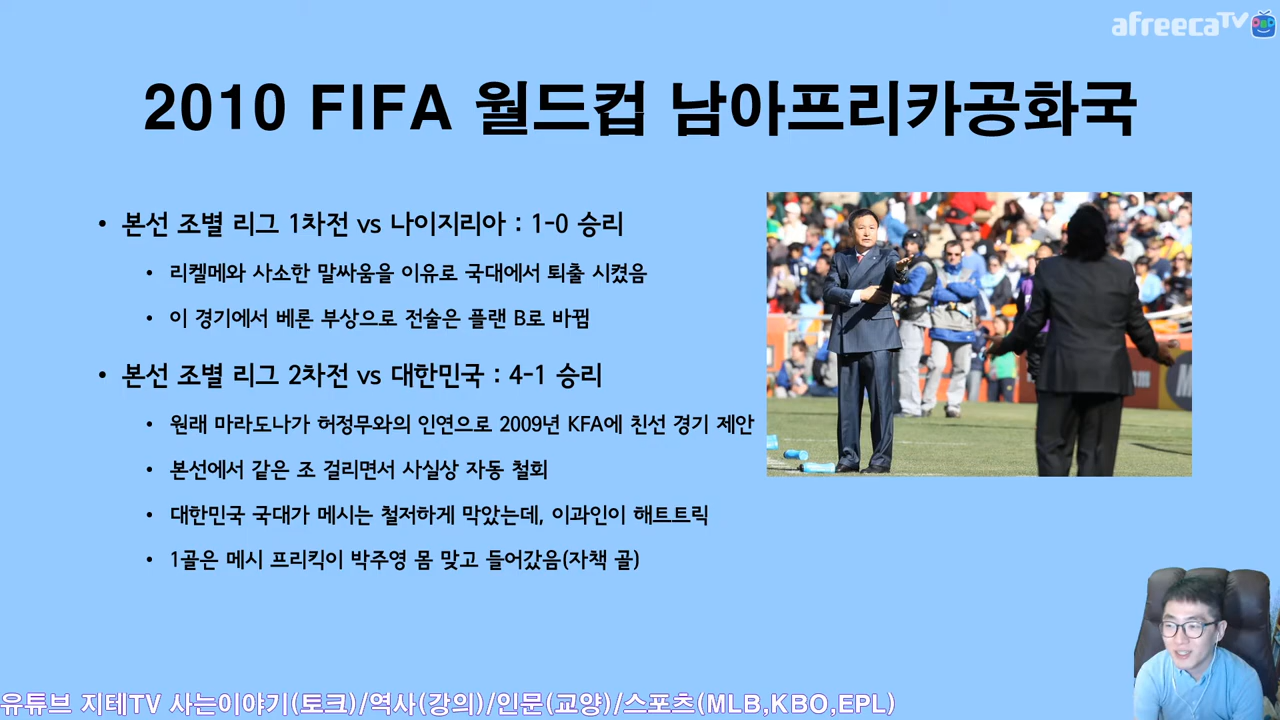 afreecaTV
2010 FIFA 월드컵 남아프리카공화국
• 본선 조별 리그 1차전 vs 나이지리아 : 1-0 승리
• 리켈메와 사소한 말싸움을 이유로 국대에서 퇴출 시켰음
• 이 경기에서 베론 부상으로 전술은 플랜 B로 바뀜
• 본선 조별 리그 2차전 vs 대한민국 : 4-1 승리
• 원래 마라도나가 허정무와의 인연으로 2009년 KFA에 친선 경기 제안
• 본선에서 같은 조 걸리면서 사실상 자동 철회
• 대한민국 국대가 메시는 철저하게 막았는데, 이과인이 해트트릭
• 1골은 메시 프리킥이 박주영 몸 맞고 들어갔음(자책 골)
유튜브 지테TV 사는이야기(토크)/역사(강의)/인문(교양)/스포츠(MLB,KBO,EPL)